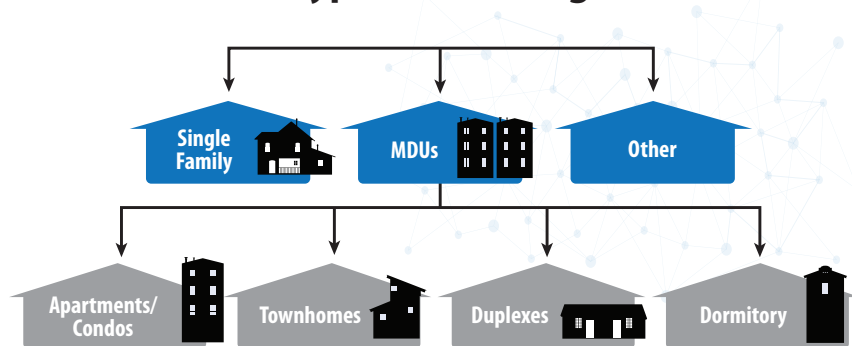 Single
Family
MDUs
Other
Apartments/
Condos
Townhomes
Duplexes
Dormitory